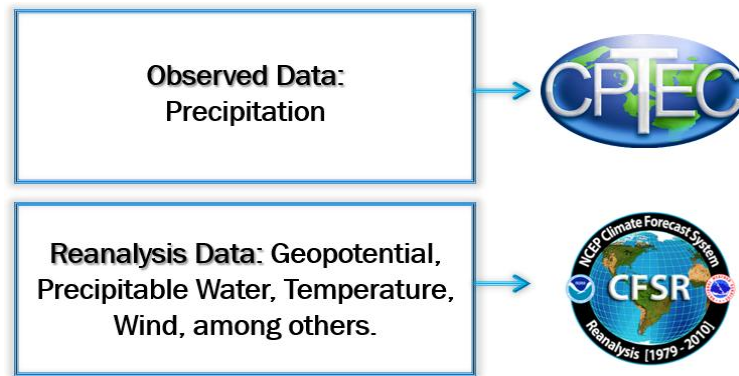 Observed Data:
Precipitation
CPTEC
Reanalysis Data: Geopotential,
Precipitable Water, Temperature,
Wind, among others.
NCEP Climate Forecast System
CFSR
Reanalysis [1979 - 2010]